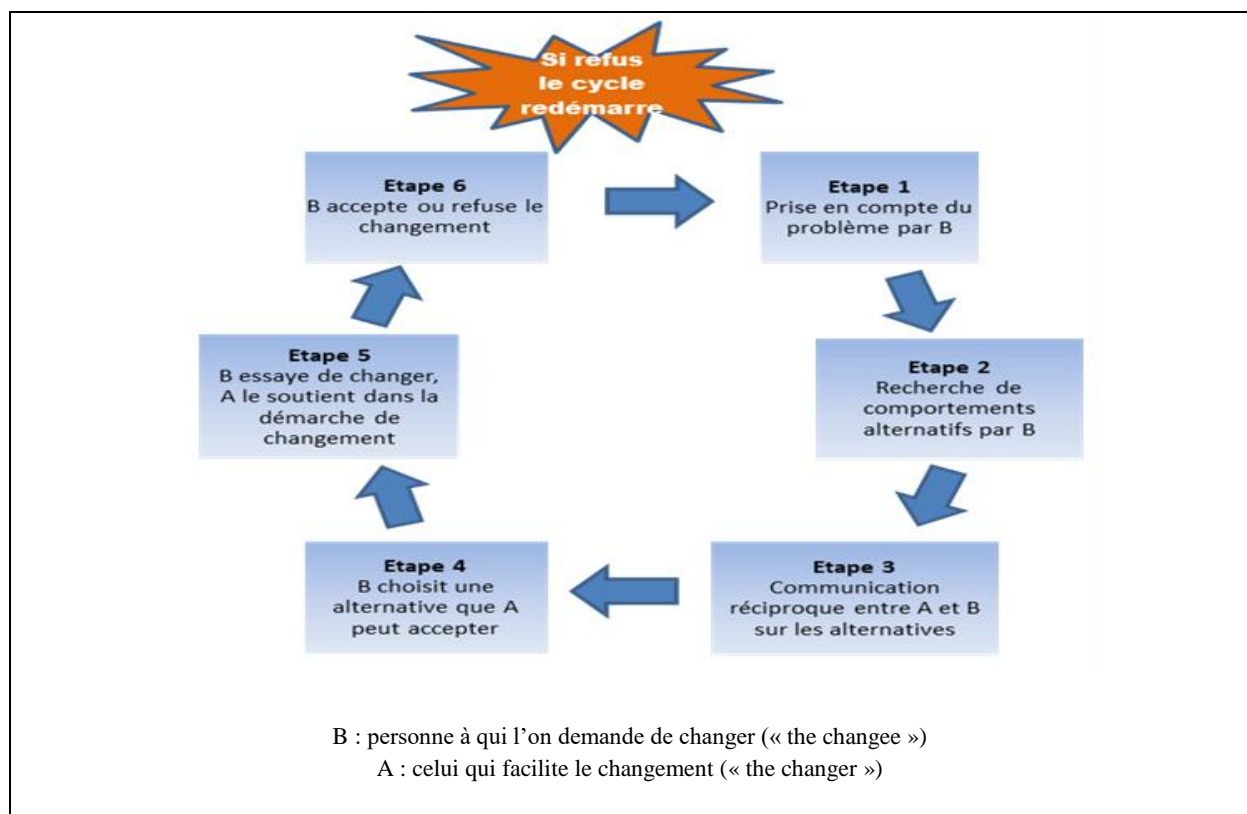 Si refus
le cycle
redémarre
Etape 6
B accepte ou refuse le
changement
Etape 1
Prise en compte du
problème par B
Etape 5
B essaye de changer,
A le soutient dans la
démarche de
changement
Etape 2
Recherche de
comportements
alternatifs par B
Etape 4
B choisit une
alternative que A
peut accepter
Etape 3
Communication
réciproque entre A et B
sur les alternatives
B : personne à qui l’on demande de changer (« the changee »)
A : celui qui facilite le changement (« the changer »)